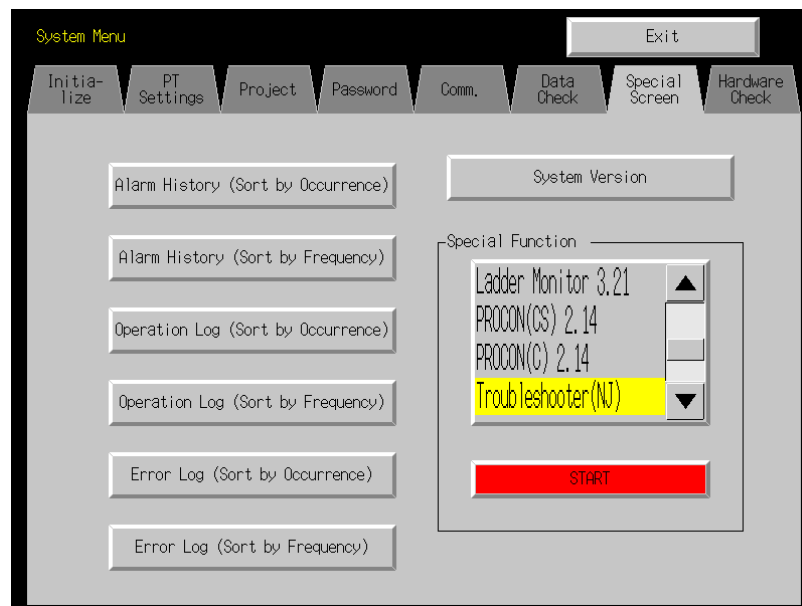 System Menu
Exit
Initia-
lize
PT
Settings
Project
Password
Comm.
Data
Check
Special
Screen
Hardware
Check
Alarm History (Sort by Occurrence)
Alarm History (Sort by Frequency)
Operation Log (Sort by Occurrence)
Operation Log (Sort by Frequency)
Error Log (Sort by Occurrence)
Error Log (Sort by Frequency)
System Version
Special Function
Ladder Monitor 3.21
PROCON(CS) 2.14
PROCON(C) 2.14
Troubleshooter(NJ)
START